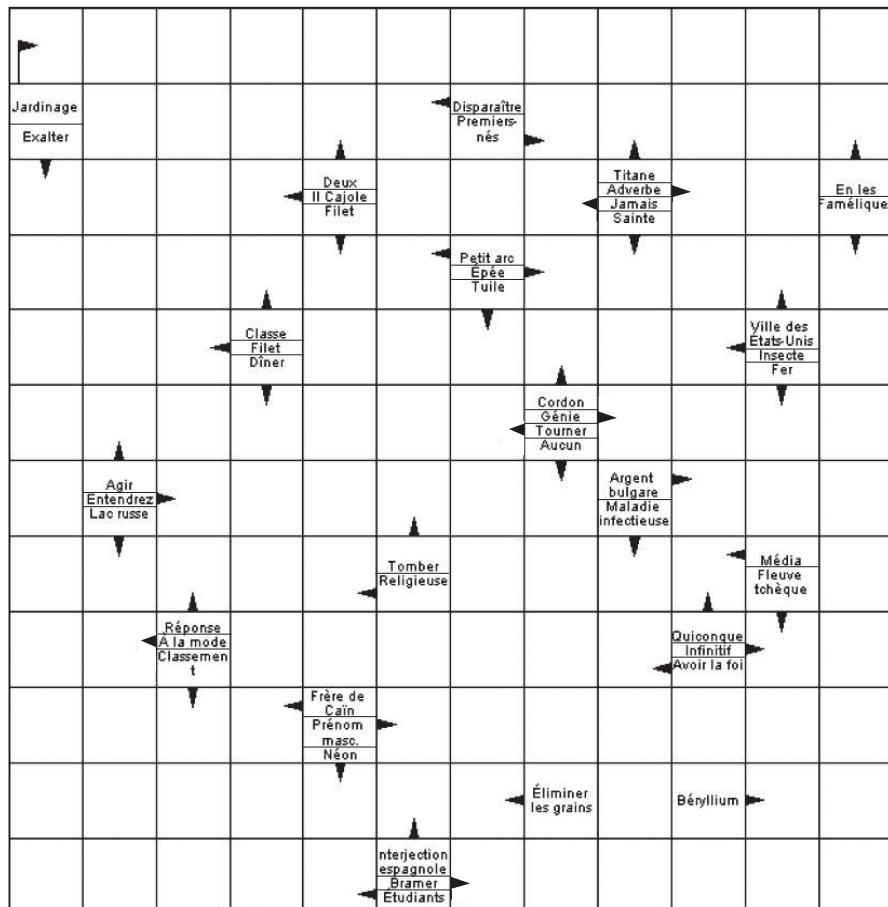 Jardinage
Exalter
Disparaître
Premiers-
nés
Deux
Il Cajole
Filet
Titane
Adverbe
Jamais
Sainte
En les
Famélique
Petit arc
Épée
Tuile
Classe
Filet
Dîner
Ville des
États-Unis
Insecte
Fer
Cordon
Génie
Tourner
Aucun
Agir
Entendrez
Lac russe
Argent
bulgare
Maladie
infectieuse
Tomber
Religieuse
Média
Fleuve
tchèque
Réponse
À la mode
Classemen
t
Quiconque
Infinitif
Avoir la foi
Frère de
Caïn
Prénom
masc.
Néon
Éliminer
les grains
Béryllium
nterjection
espagnole
Bramer
Étudiants